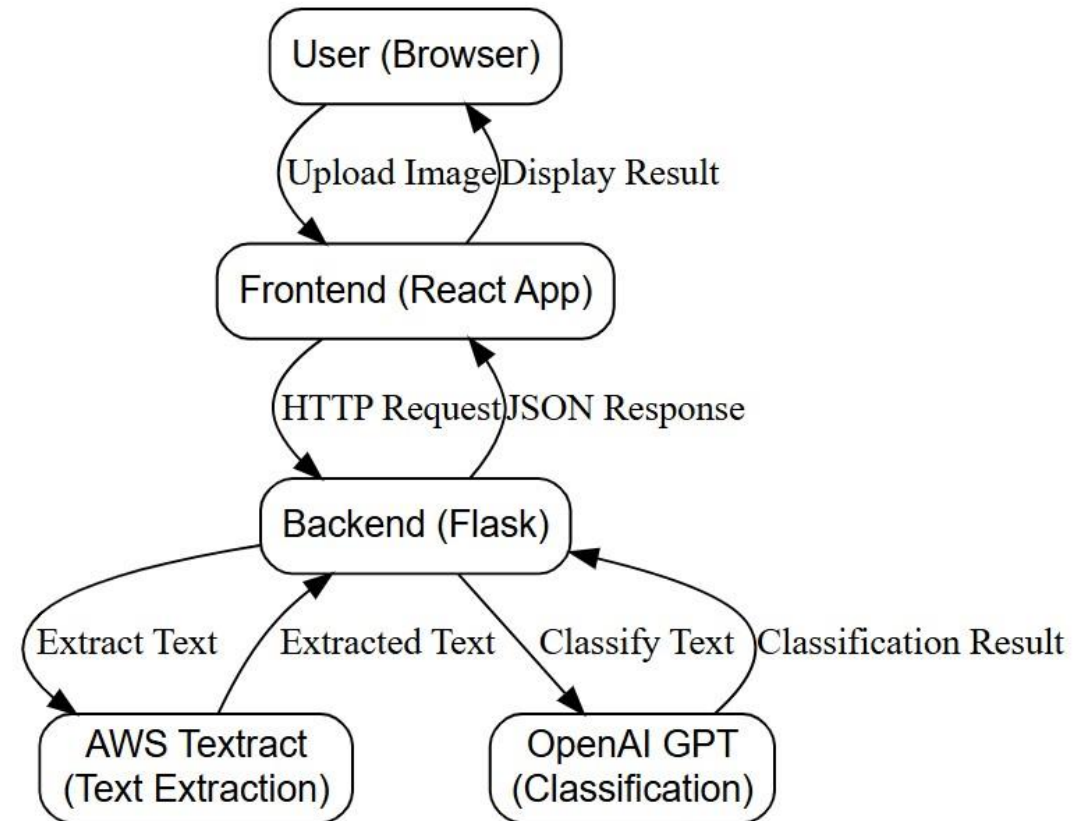 User (Browser)
Upload Image
Display Result
Frontend (React App)
HTTP Request
JSON Response
Backend (Flask)
Extract Text
Extracted Text
Classify Text
Classification Result
AWS Textract
(Text Extraction)
OpenAI GPT
(Classification)